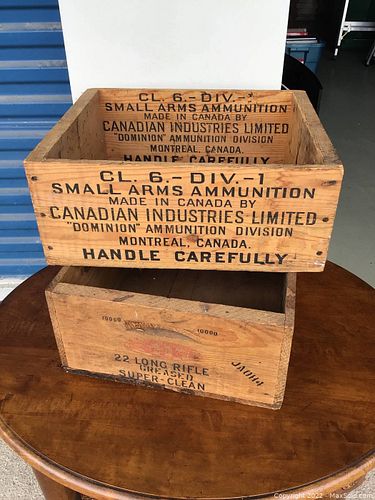 CL. 6.-DIV.-
SMALL ARMS AMMUNITION
MADE IN CANADA BY
CANADIAN INDUSTRIES LIMITED
"DOMINION" AMMUNITION DIVISION
MONTREAL, CANADA.
HANDLE CAREFULLY
CL. 6.-DIV.-1
SMALL ARMS AMMUNITION
MADE IN CANADA BY
CANADIAN INDUSTRIES LIMITED
"DOMINION" AMMUNITION DIVISION
MONTREAL, CANADA.
HANDLE CAREFULLY
10000 10000
22 LONG RIFLE
GREASED
SUPER-CLEAN
Copyright 2022 - MaxSold.com